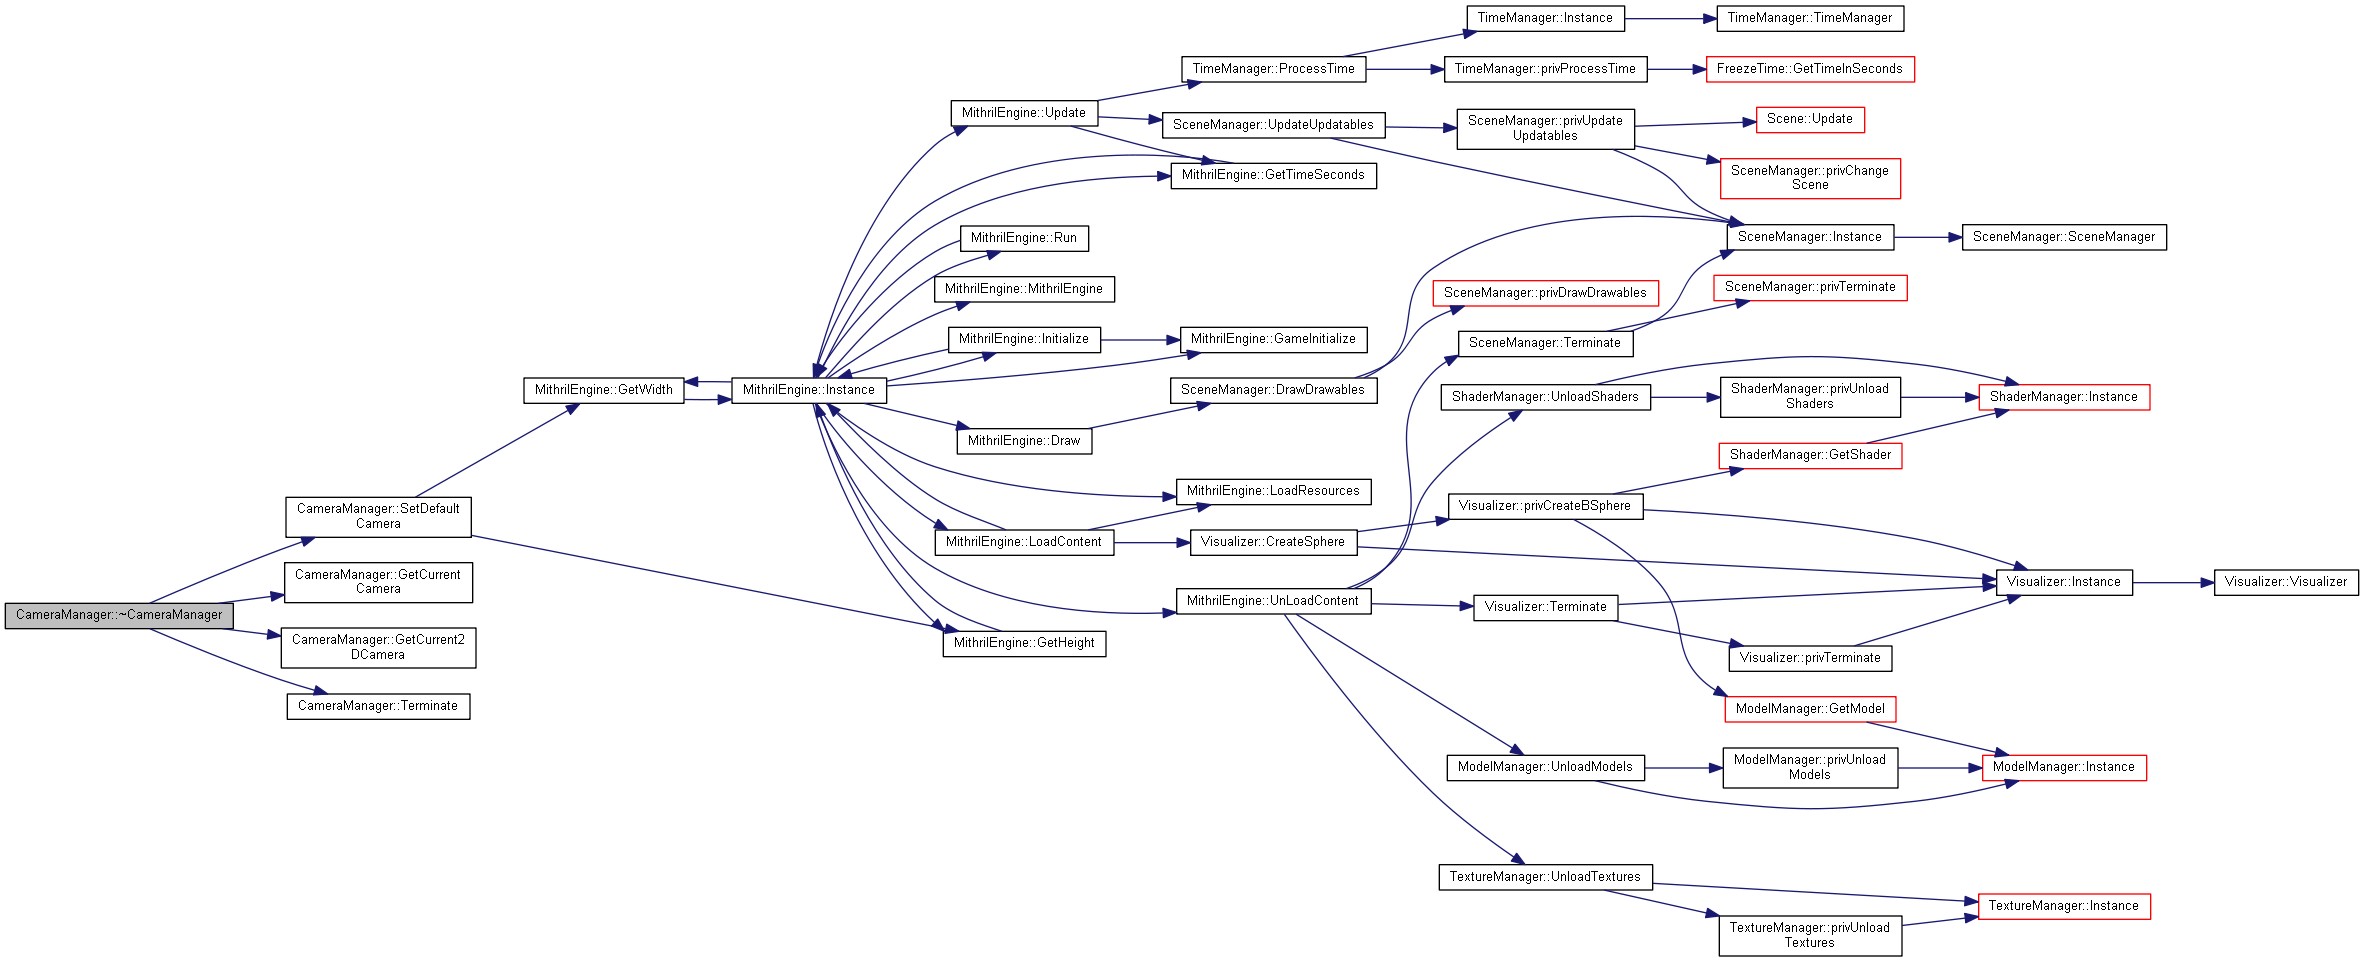 TimeManager::Instance
TimeManager::TimeManager
TimeManager::ProcessTime
TimeManager::privProcessTime
FreezeTime::GetTimeInSeconds
MithrilEngine::Update
SceneManager::UpdateUpdatables
SceneManager::privUpdate
Updatables
Scene::Update
MithrilEngine::GetTimeSeconds
SceneManager::privChange
Scene
MithrilEngine::Run
SceneManager::Instance
SceneManager::SceneManager
MithrilEngine::MithrilEngine
SceneManager::privDrawDrawables
SceneManager::privTerminate
MithrilEngine::Initialize
MithrilEngine::GameInitialize
SceneManager::Terminate
MithrilEngine::GetWidth
MithrilEngine::Instance
SceneManager::DrawDrawables
ShaderManager::UnloadShaders
ShaderManager::privUnload
Shaders
ShaderManager::Instance
MithrilEngine::Draw
ShaderManager::GetShader
MithrilEngine::LoadResources
Visualizer::privCreateBSphere
CameraManager::SetDefault
Camera
MithrilEngine::LoadContent
Visualizer::CreateSphere
CameraManager::GetCurrent
Camera
Visualizer::Instance
Visualizer::Visualizer
CameraManager::~CameraManager
MithrilEngine::UnLoadContent
Visualizer::Terminate
CameraManager::GetCurrent2
DCamera
MithrilEngine::GetHeight
Visualizer::privTerminate
CameraManager::Terminate
ModelManager::GetModel
ModelManager::UnloadModels
ModelManager::privUnload
Models
ModelManager::Instance
TextureManager::UnloadTextures
TextureManager::Instance
TextureManager::privUnload
Textures